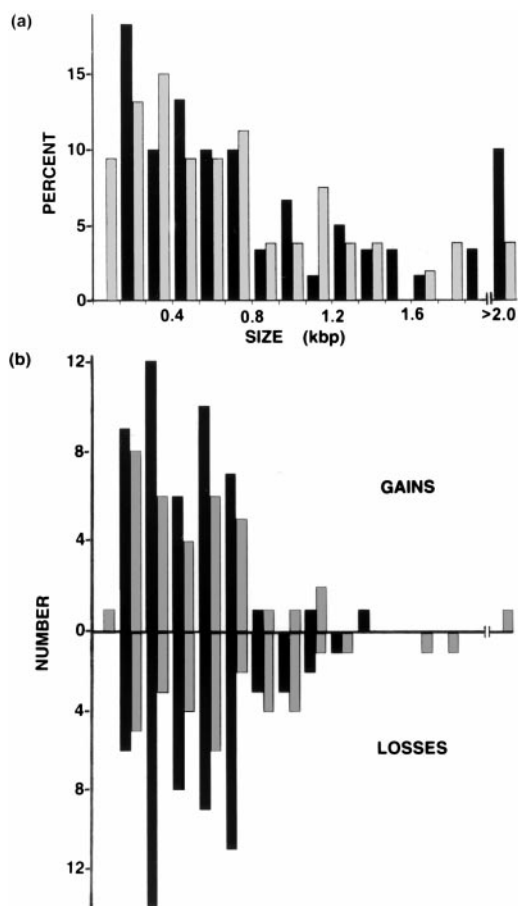 (a)
15
10
5
0
PERCENT
0.4 0.8 1.2 1.6 >2.0
SIZE (kbp)
(b)
12
8
4
0
4
8
12
NUMBER
GAINS
LOSSES